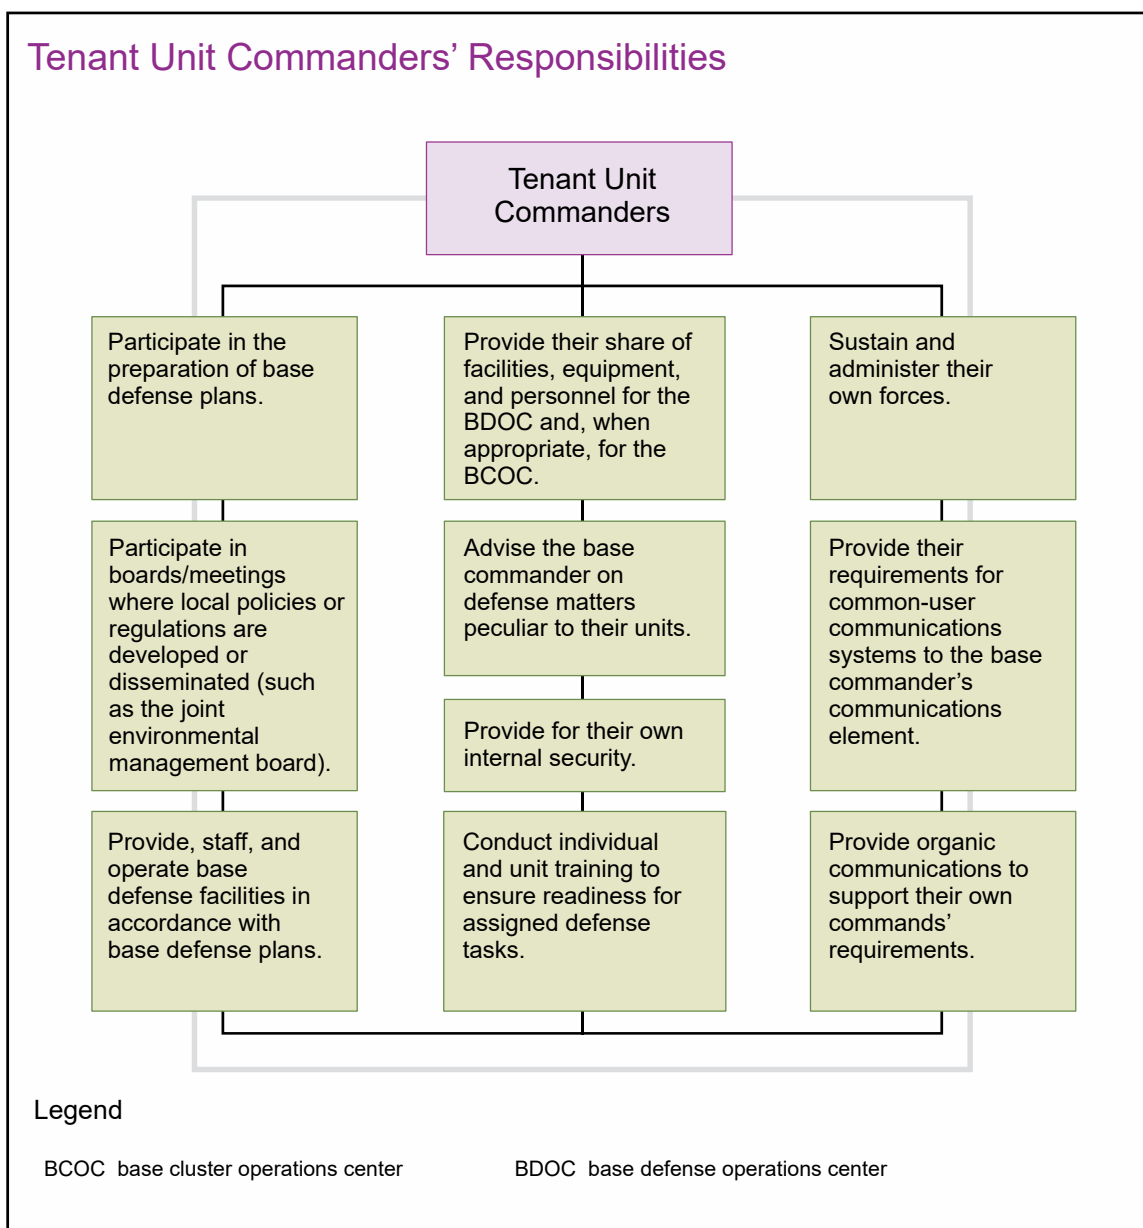 Tenant Unit Commanders’ Responsibilities
Tenant Unit
Commanders
Participate in the
preparation of base
defense plans.
Provide their share of
facilities, equipment,
and personnel for the
BDOC and, when
appropriate, for the
BCOC.
Sustain and
administer their
own forces.
Participate in
boards/meetings
where local policies or
regulations are
developed or
disseminated (such
as the joint
environmental
management board).
Advise the base
commander on
defense matters
peculiar to their units.
Provide for their own
internal security.
Provide their
requirements for
common-user
communications
systems to the base
commander’s
communications
element.
Provide, staff, and
operate base
defense facilities in
accordance with
base defense plans.
Conduct individual
and unit training to
ensure readiness for
assigned defense
tasks.
Provide organic
communications to
support their own
commands’
requirements.
Legend
BCOC base cluster operations center
BDOC base defense operations center